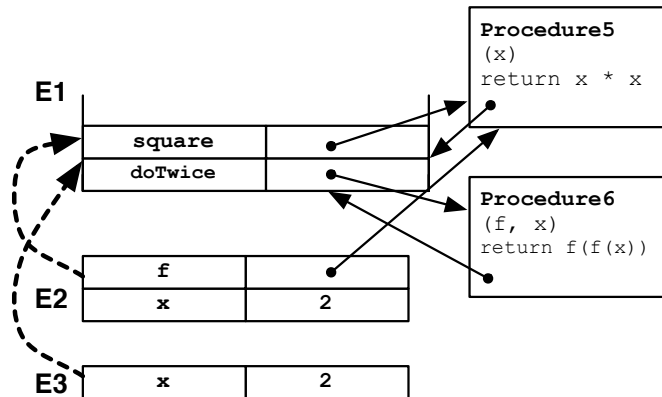 Procedure5
(x)
return x * x
E1
square
doTwice
Procedure6
(f, x)
return f(f(x))
f
E2
x 2
E3
x 2